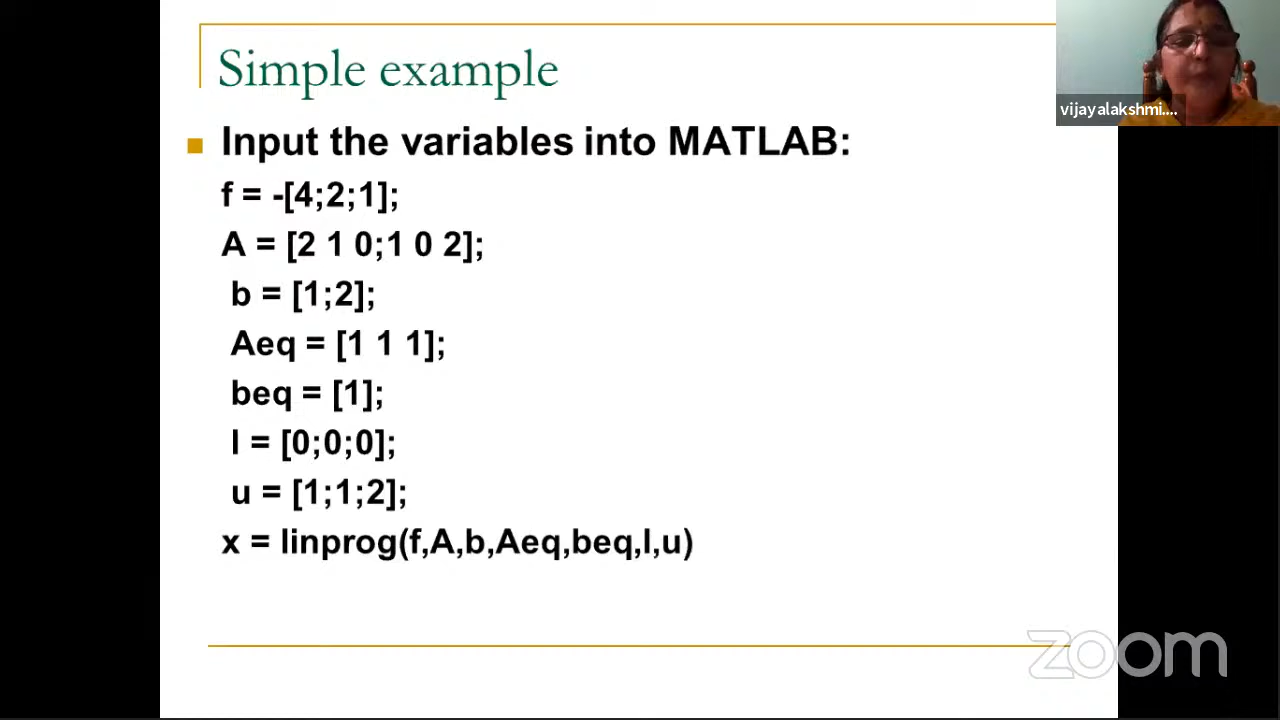 Simple example
vijayalakshmi....
Input the variables into MATLAB:
f = -[4;2;1];
A = [2 1 0;1 0 2];
b = [1;2];
Aeq = [1 1 1];
beq = [1];
l = [0;0;0];
u = [1;1;2];
x = linprog(f,A,b,Aeq,beq,l,u)
zoom